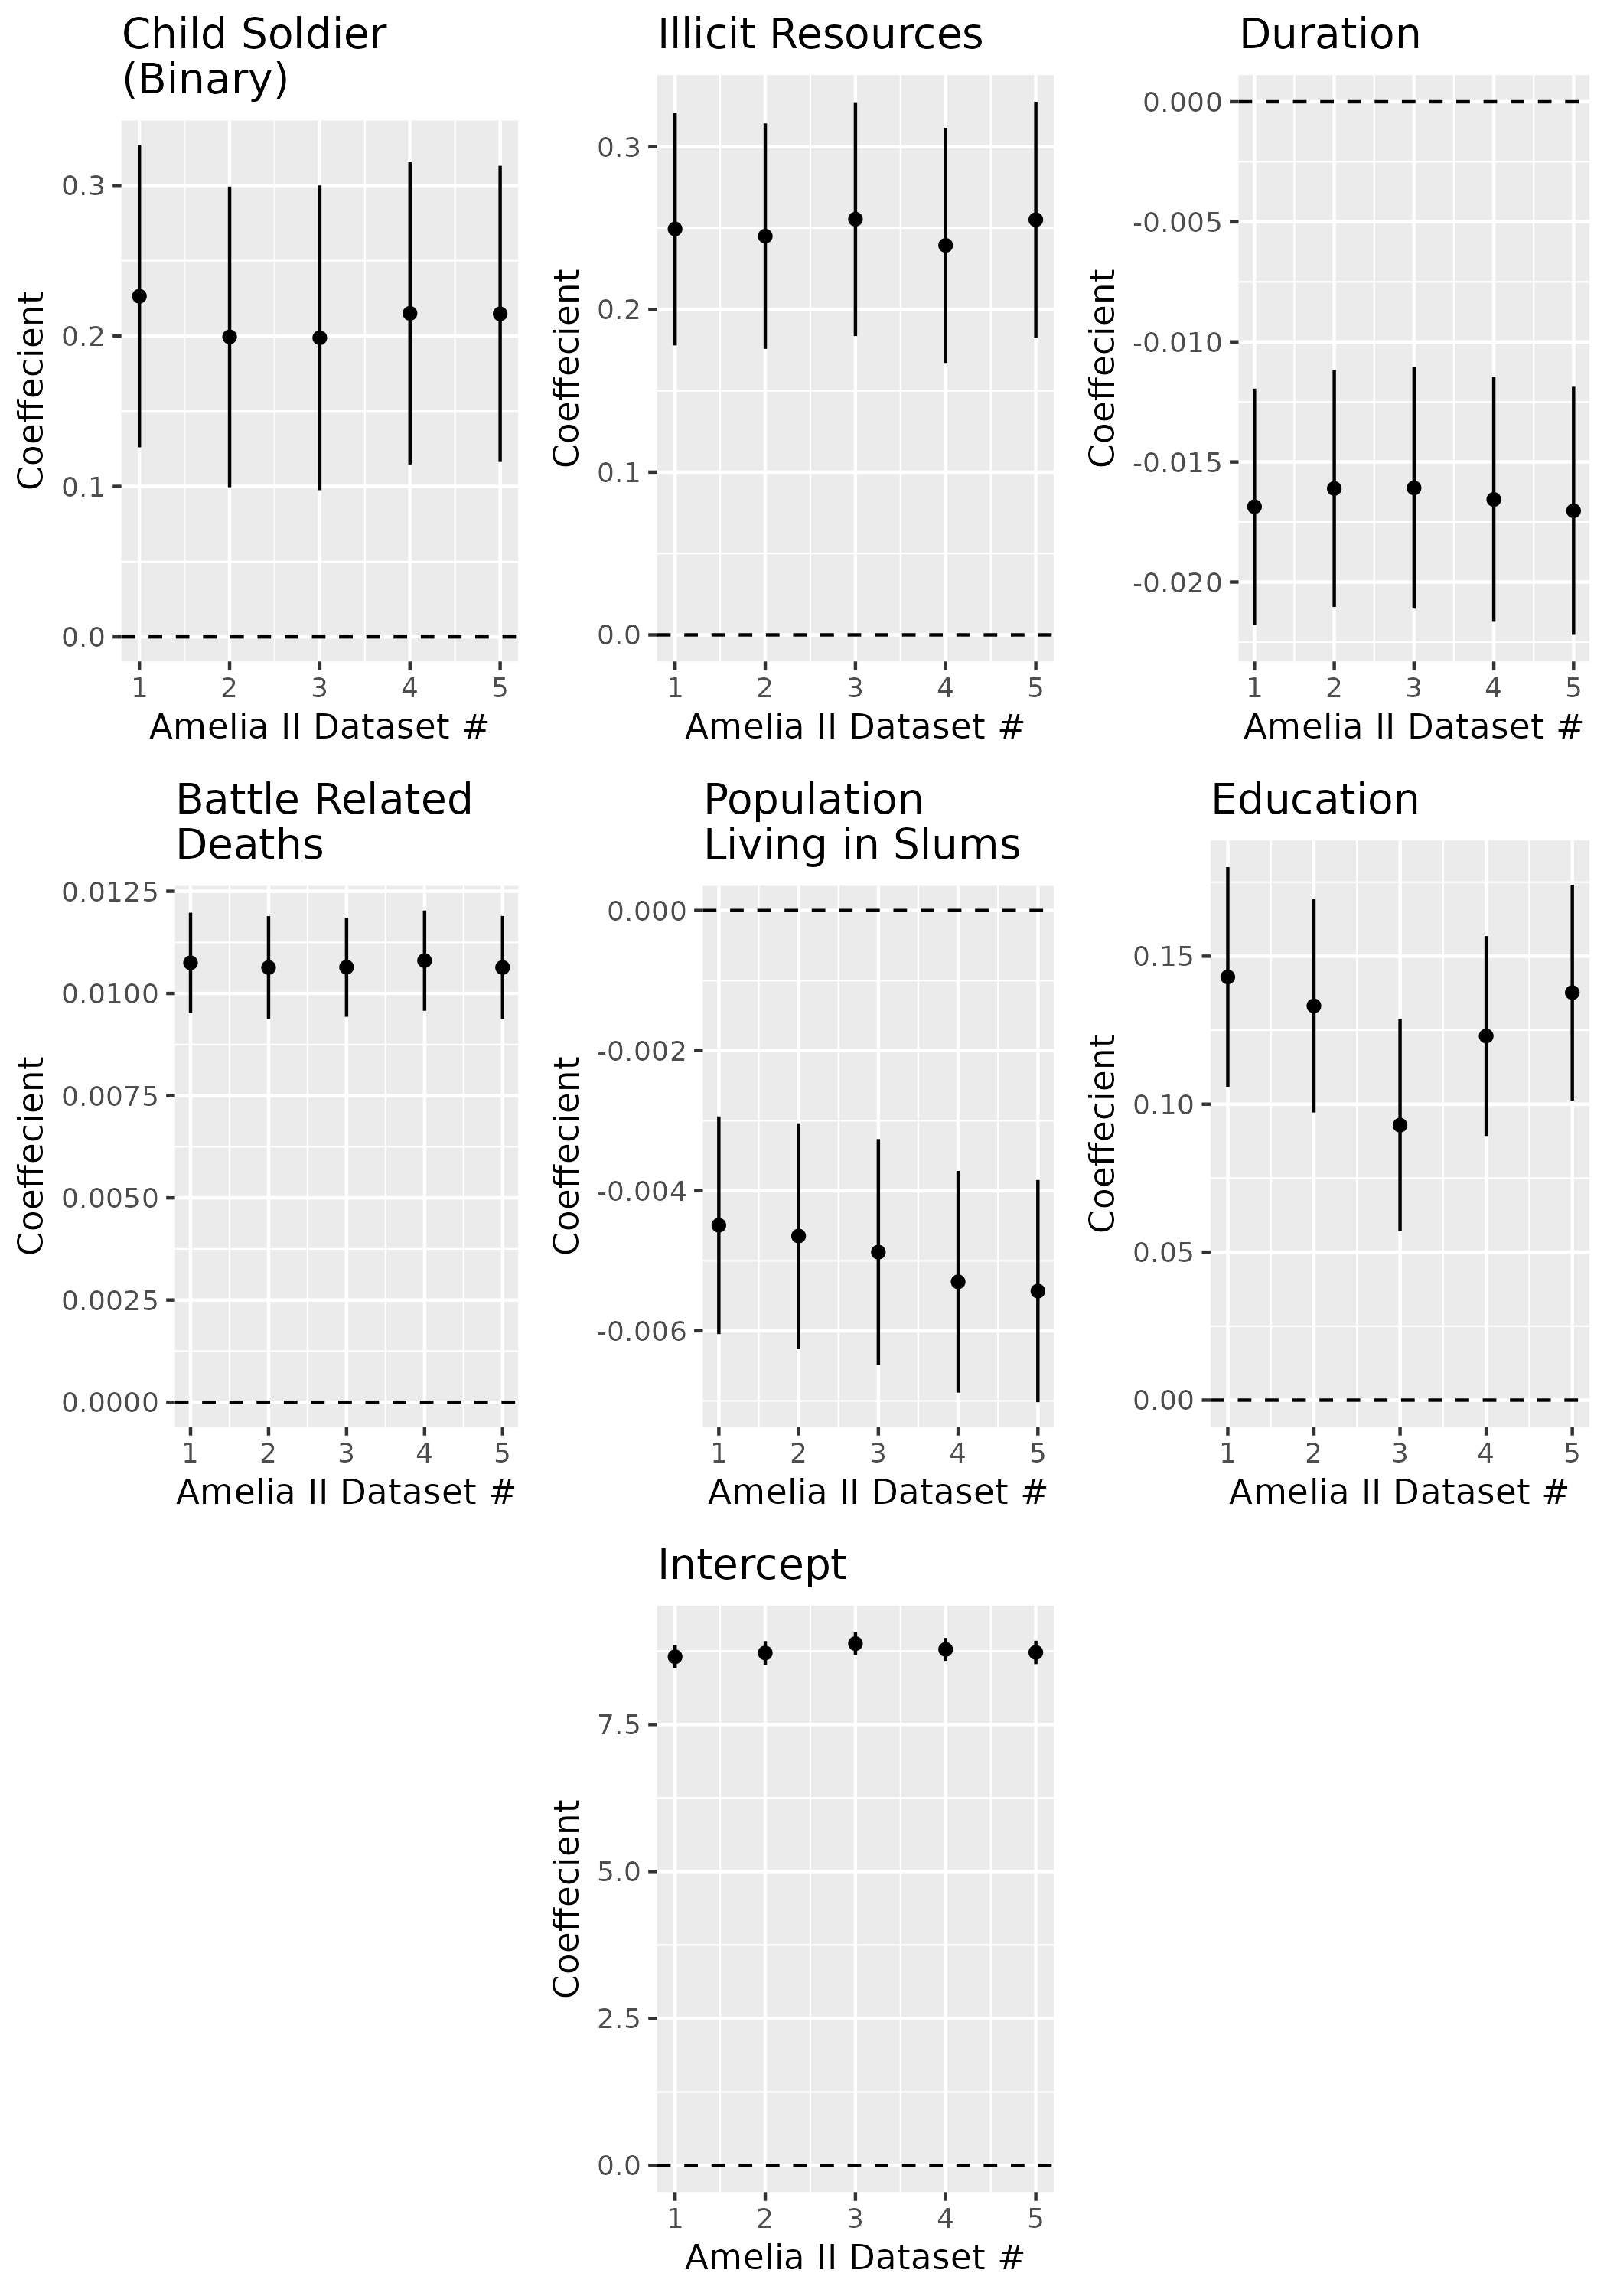 Child Soldier
(Binary)
Coeffecient
0.3
0.2
0.1
0.0
1 2 3 4 5
Amelia II Dataset #
Illicit Resources
Coeffecient
0.3
0.2
0.1
0.0
1 2 3 4 5
Amelia II Dataset #
Duration
Coeffecient
0.000
-0.005
-0.010
-0.015
-0.020
1 2 3 4 5
Amelia II Dataset #
Battle Related
Deaths
Coeffecient
0.0125
0.0100
0.0075
0.0050
0.0025
0.0000
1 2 3 4 5
Amelia II Dataset #
Population
Living in Slums
Coeffecient
0.000
-0.002
-0.004
-0.006
1 2 3 4 5
Amelia II Dataset #
Education
Coeffecient
0.15
0.10
0.05
0.00
1 2 3 4 5
Amelia II Dataset #
Intercept
Coeffecient
7.5
5.0
2.5
0.0
1 2 3 4 5
Amelia II Dataset #